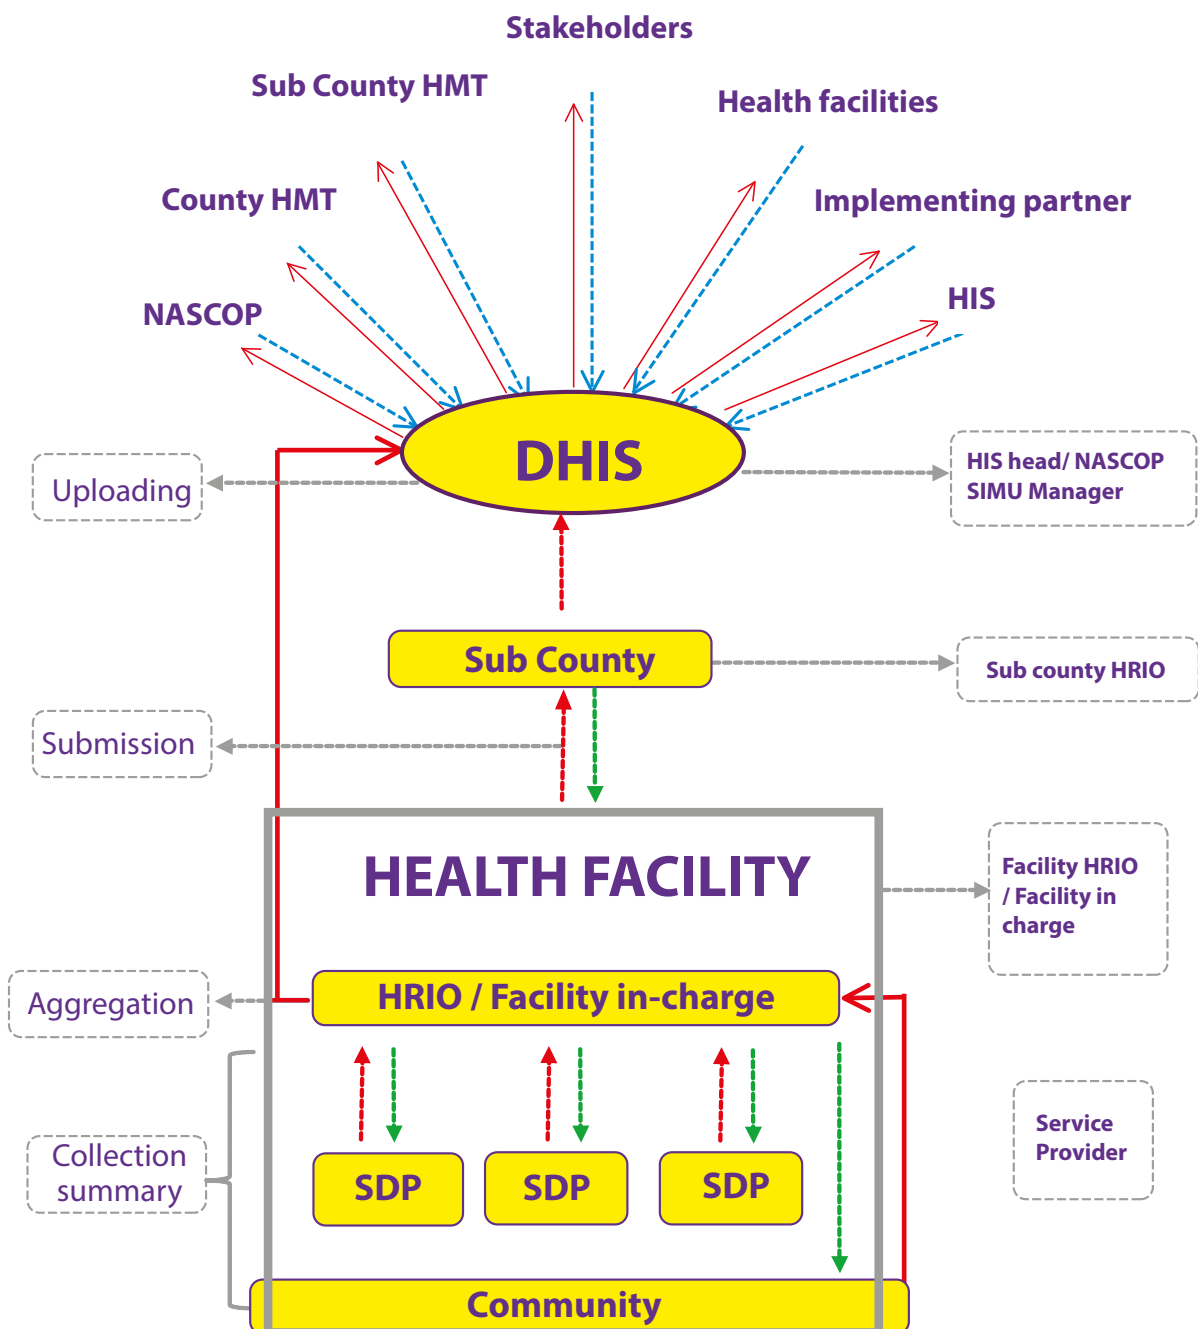 Stakeholders
Sub County HMT
Health facilities
County HMT
Implementing partner
NASCOP
HIS
DHIS
Uploading
HIS head/ NASCOP
SIMU Manager
Sub County
Sub county HRIO
Submission
HEALTH FACILITY
Facility HRIO
/ Facility in
charge
HRIO / Facility in-charge
Aggregation
Collection
summary
SDP
SDP
SDP
Service
Provider
Community